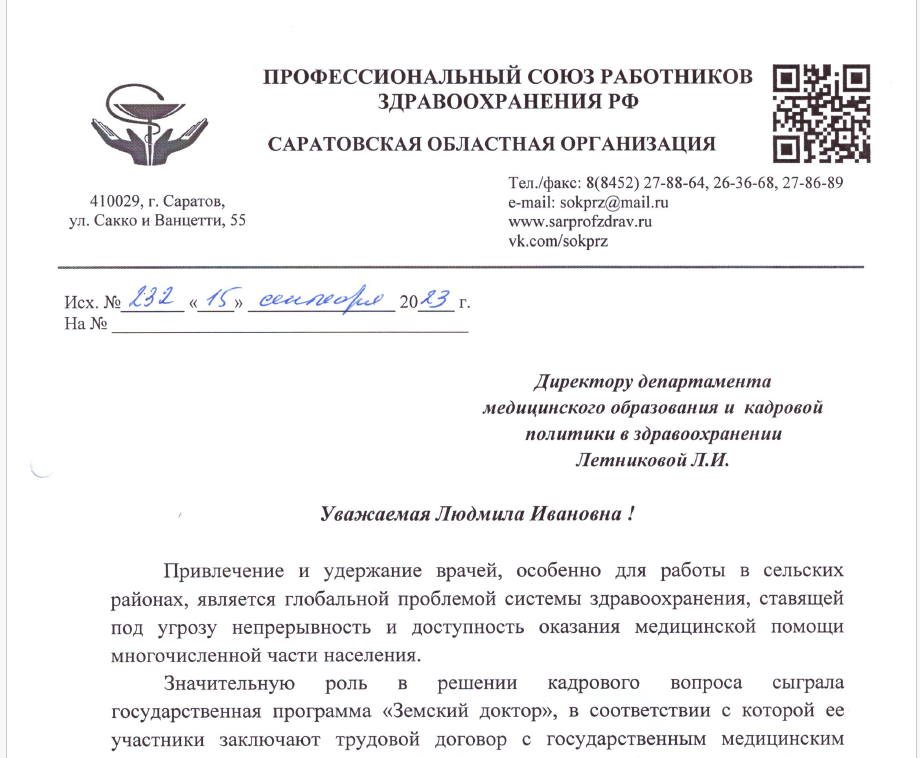 ПРОФЕССИОНАЛЬНЫЙ СОЮЗ РАБОТНИКОВ
ЗДРАВООХРАНЕНИЯ РФ
САРАТОВСКАЯ ОБЛАСТНАЯ ОРГАНИЗАЦИЯ
410029, г. Саратов,
ул. Сакко и Ванцетти, 55
Тел./факс: 8(8452) 27-88-64, 26-36-68, 27-86-89
e-mail: sokprz@mail.ru
www.sarprofzdrav.ru
vk.com/sokprz
Исх. № 232 «15» сентября 2023 г.
На №
Директору департамента
медицинского образования и кадровой
политики в здравоохранении
Летниковой Л.И.
Уважаемая Людмила Ивановна !
Привлечение и удержание врачей, особенно для работы в сельских
районах, является глобальной проблемой системы здравоохранения, ставящей
под угрозу непрерывность и доступность оказания медицинской помощи
многочисленной части населения.
Значительную роль в решении кадрового вопроса сыграла
государственная программа «Земский доктор», в соответствии с которой ее
участники заключают трудовой договор с государственным медицинским